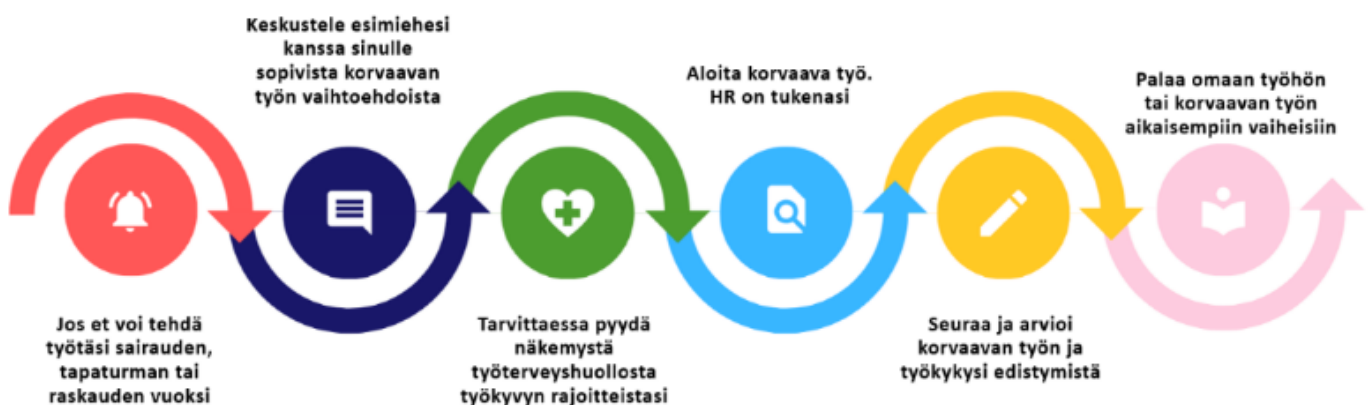 Jos et voi tehdä
työtäsi sairauden,
tapaturman tai
raskauden vuoksi
Keskustele esimiehesi
kanssa sinulle
sopivista korvaavan
työn vaihtoehdoista
Tarvittaessa pyydä
näkemystä
työterveyshuollosta
työkyvyn rajoitteistasi
Aloita korvaava työ.
HR on tukenasi
Seuraa ja arvioi
korvaavan työn ja
työkykysi edistymistä
Palaa omaan työhön
tai korvaavan työn
aikaisempiin vaiheisiin